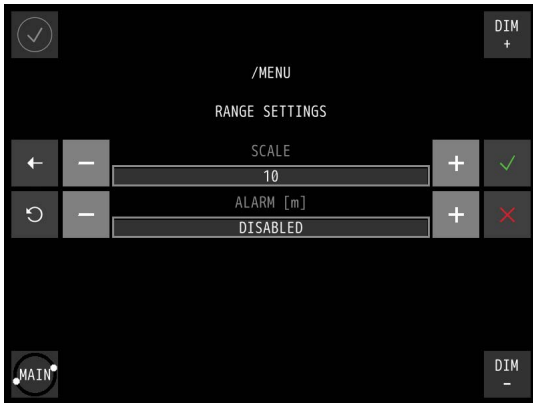 DIM
+
/MENU
RANGE SETTINGS
SCALE
10
ALARM [m]
DISABLED
MAIN
DIM
-